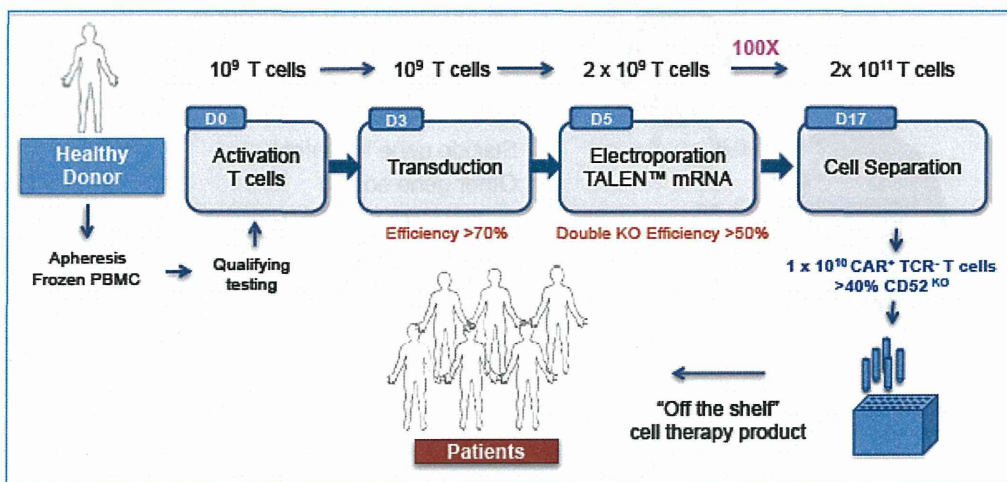 100X
10⁹ T cells
10⁹ T cells
2 x 10⁹ T cells
2x 10¹¹ T cells
D0
D3
D5
D17
Healthy
Donor
Activation
T cells
Transduction
Electroporation
TALEN™ mRNA
Cell Separation
Efficiency >70%
Double KO Efficiency >50%
Apheresis
Frozen PBMC
Qualifying
testing
1 x 10¹⁰ CAR⁺ TCR⁻ T cells
>40% CD52 ᴷᴼ
"Off the shelf"
cell therapy product
Patients